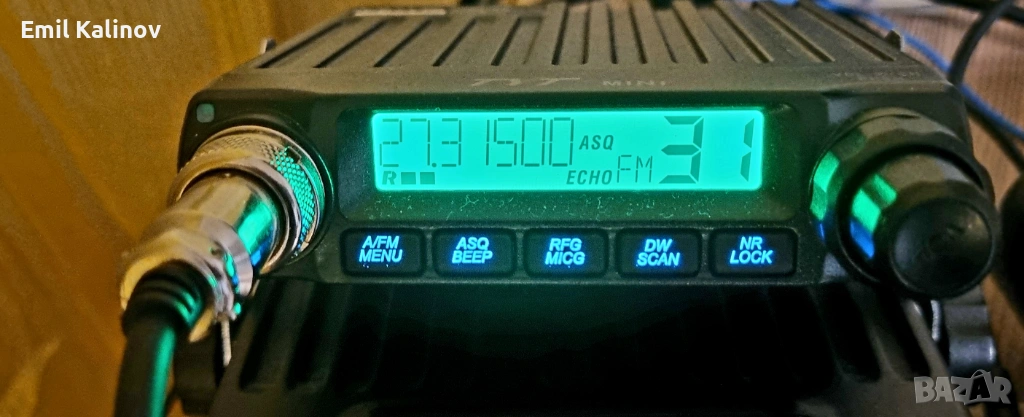 Emil Kalinov
TYT MINI
27.31500 ASQ 31
R ECHO FM
A/FM MENU
ASQ BEEP
RFG MICG
DW SCAN
NR LOCK
BAZAR